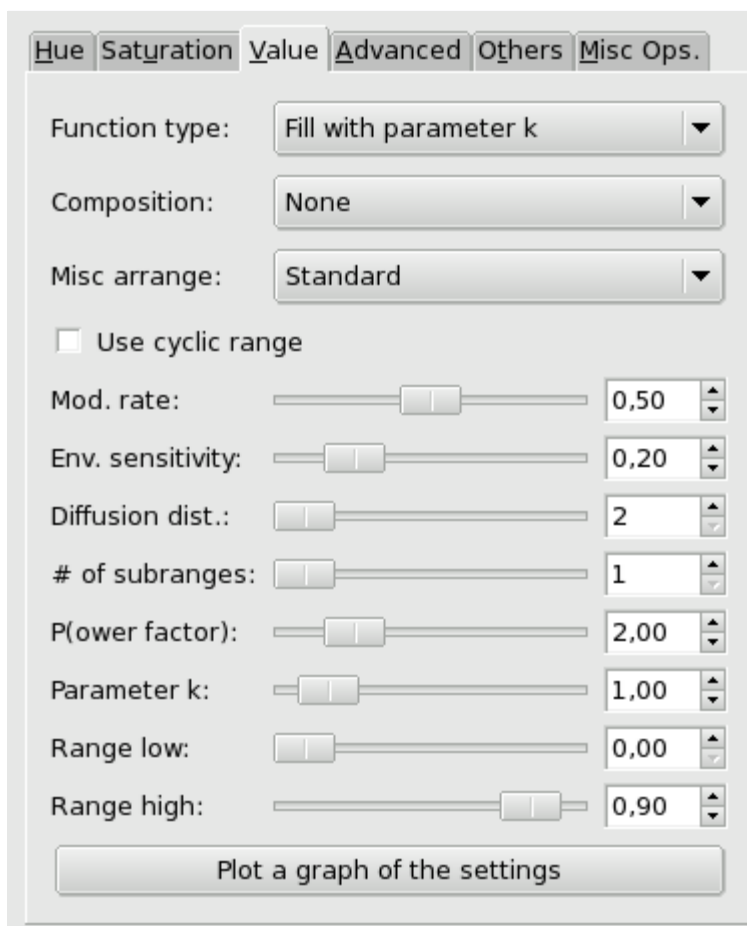 Hue Saturation Value Advanced Others Misc Ops.
Function type: Fill with parameter k
Composition: None
Misc arrange: Standard
Use cyclic range
Mod. rate: 0,50
Env. sensitivity: 0,20
Diffusion dist.: 2
# of subranges: 1
P(ower factor): 2,00
Parameter k: 1,00
Range low: 0,00
Range high: 0,90
Plot a graph of the settings